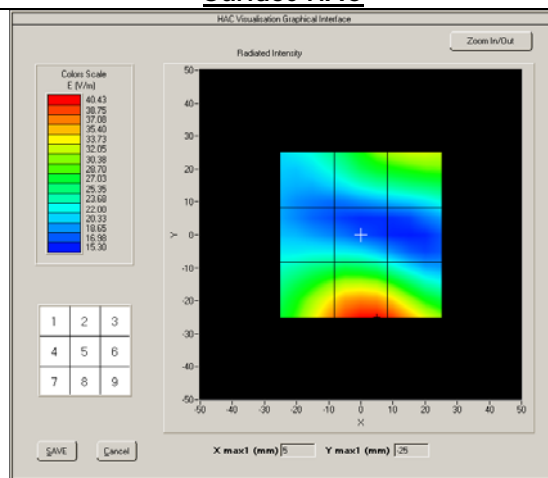 HAC Visualisation Graphical Interface
Zoom In/Out
Radiated Intensity
Colors Scale
E (V/m)
40.43
38.75
37.08
35.40
33.73
32.05
30.38
28.70
27.03
25.35
23.68
22.00
20.33
18.65
16.98
15.30
50
40
30
20
10
0
-10
-20
-30
-40
-50
Y
-50 -40 -30 -20 -10 0 10 20 30 40 50
X
1 2 3
4 5 6
7 8 9
SAVE Cancel X max1 (mm) 5 Y max1 (mm) -25